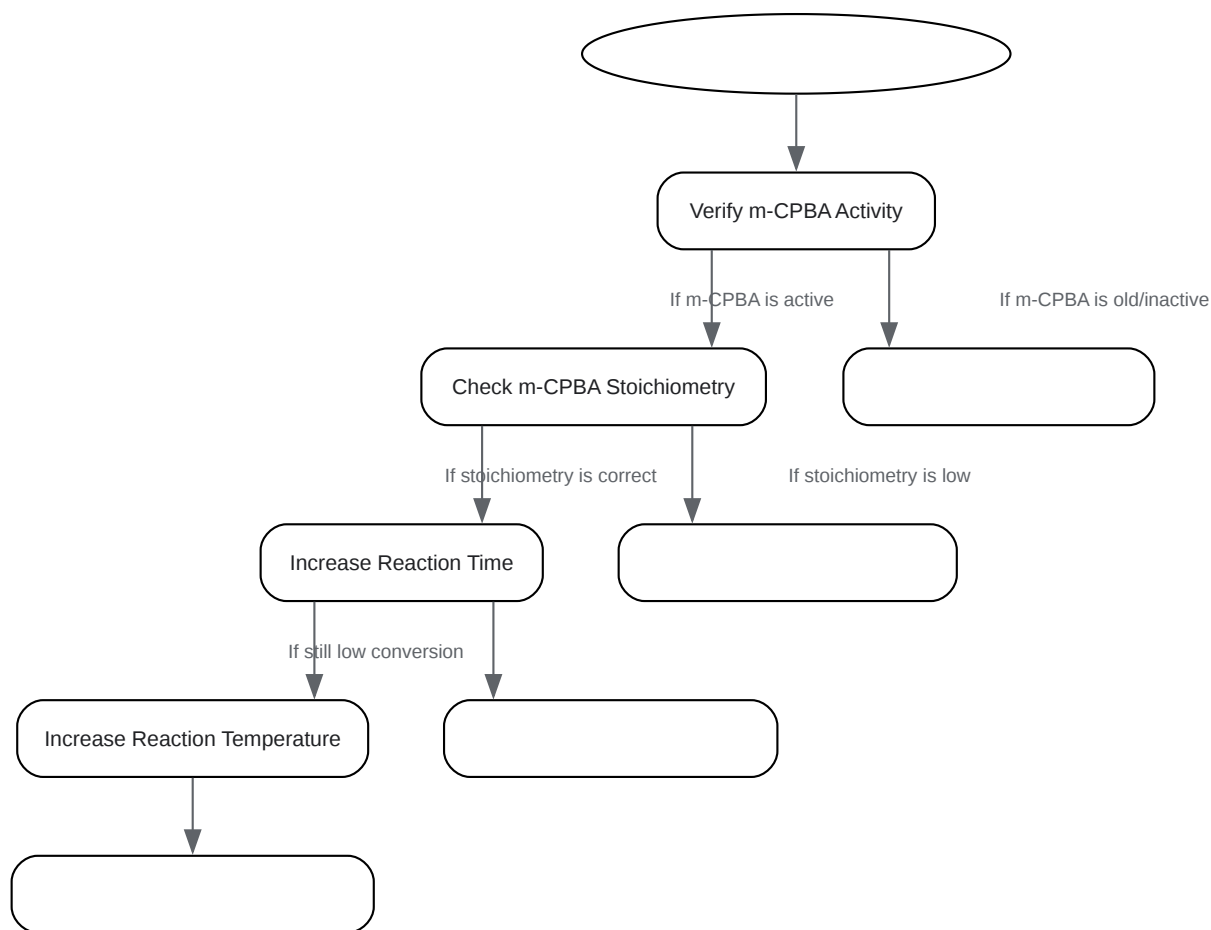 Verify m-CPBA Activity
If m-CPBA is active
If m-CPBA is old/inactive
Check m-CPBA Stoichiometry
If stoichiometry is correct
If stoichiometry is low
Increase Reaction Time
If still low conversion
Increase Reaction Temperature